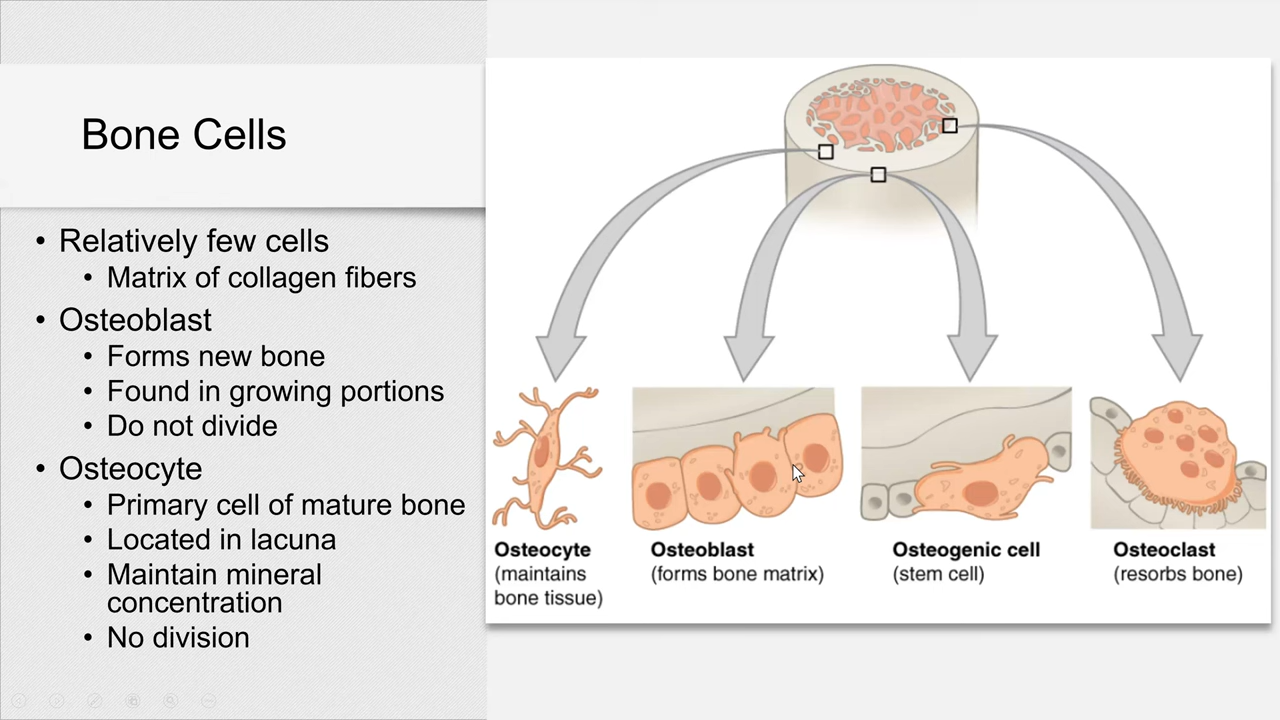 Bone Cells
• Relatively few cells
• Matrix of collagen fibers
• Osteoblast
• Forms new bone
• Found in growing portions
• Do not divide
• Osteocyte
• Primary cell of mature bone
• Located in lacuna
• Maintain mineral
concentration
• No division
Osteocyte
(maintains
bone tissue)
Osteoblast
(forms bone matrix)
Osteogenic cell
(stem cell)
Osteoclast
(resorbs bone)